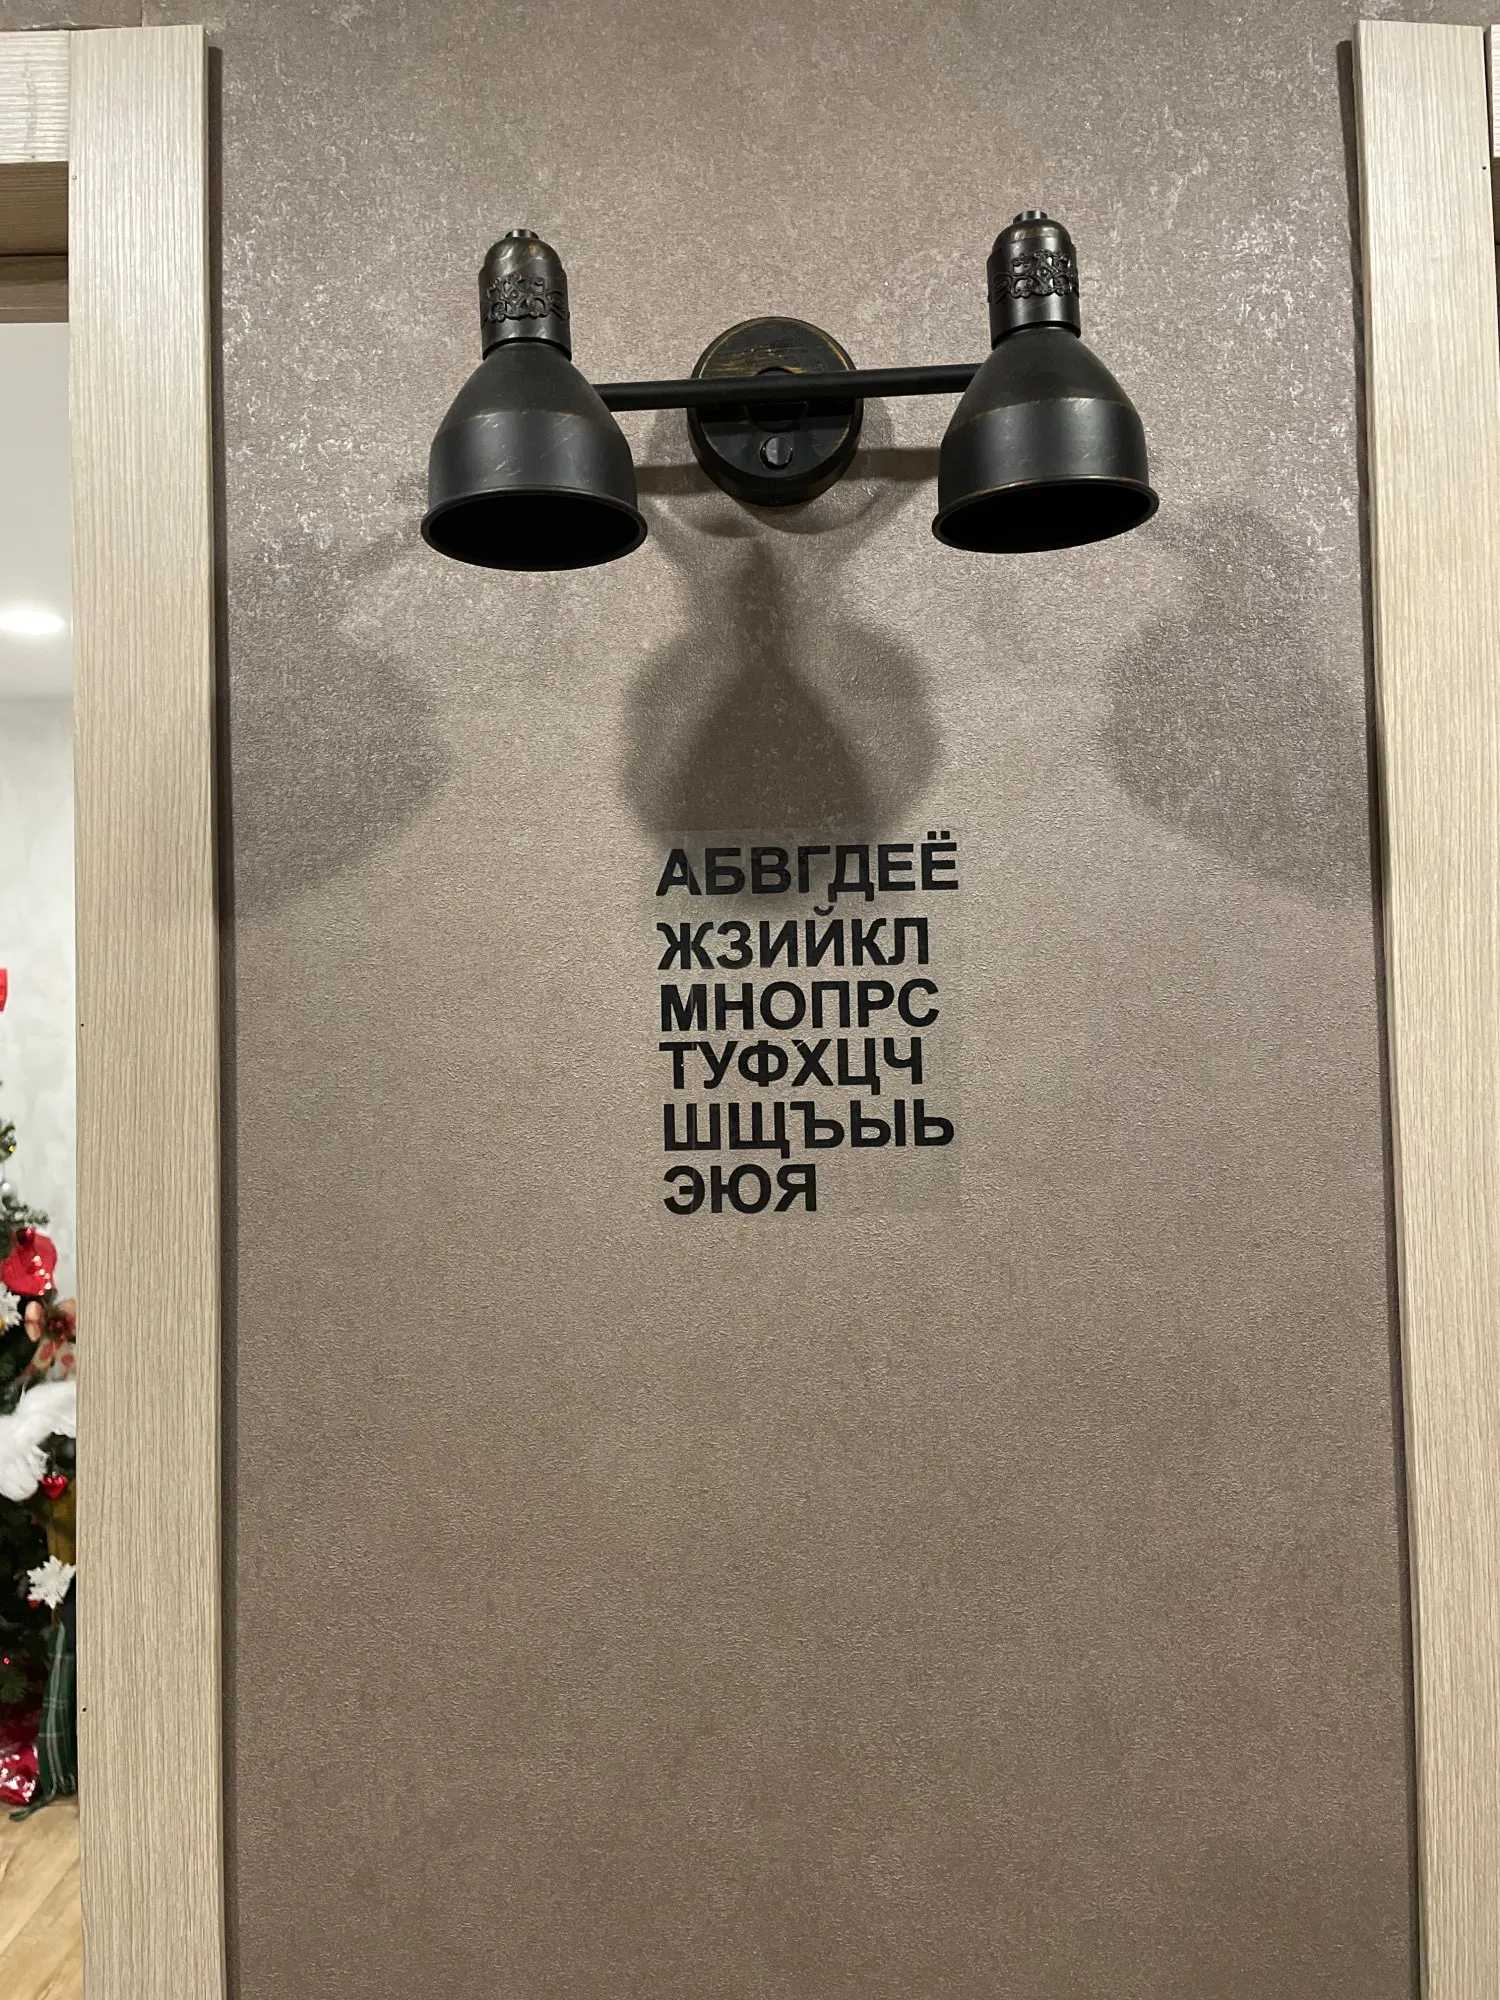 АБВГДЕЁ
ЖЗИЙКЛ
МНОПРС
ТУФХЦЧ
ШЩЪЫЬ
ЭЮЯ